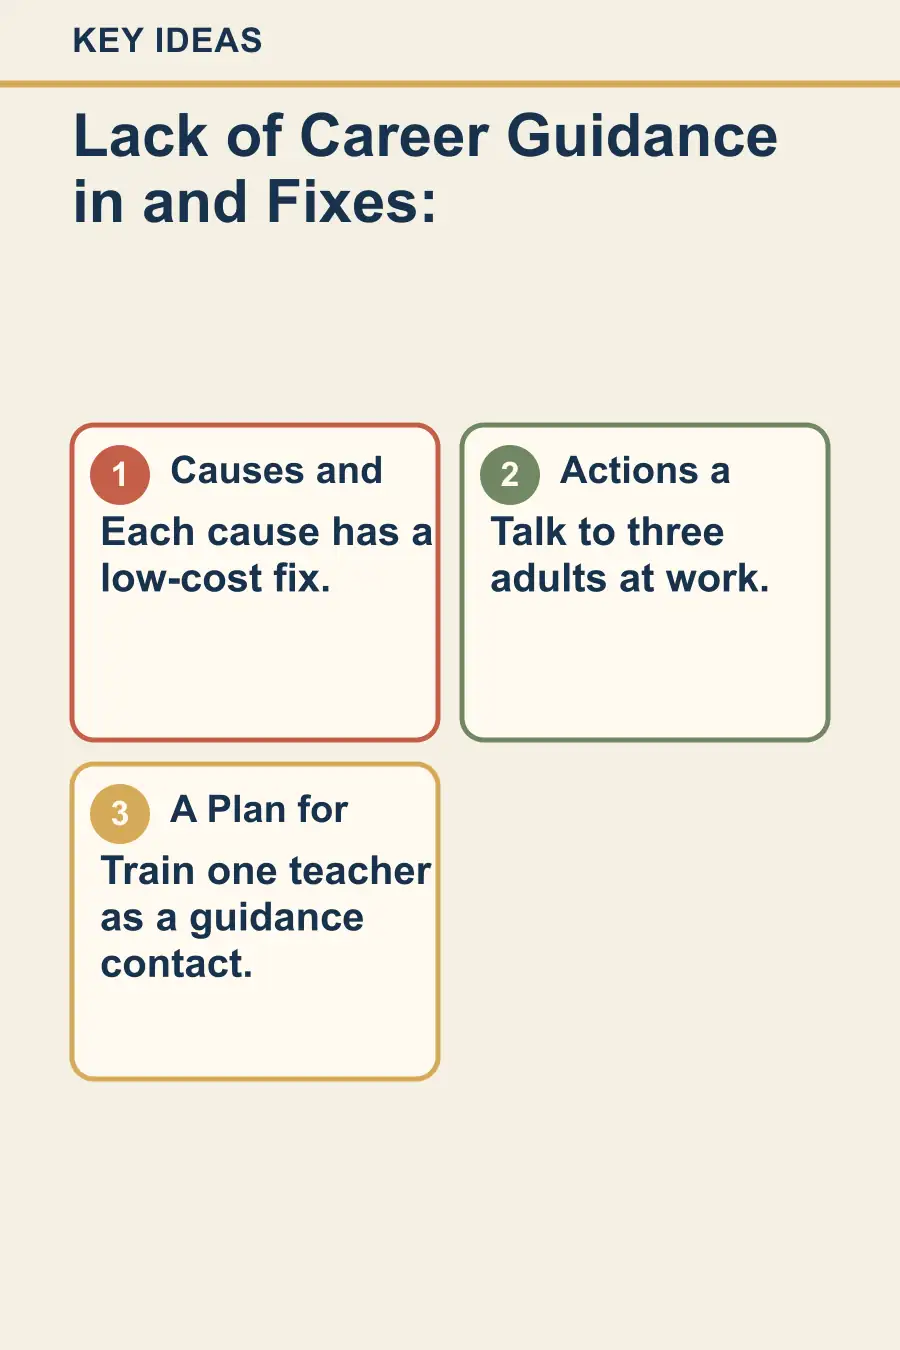 KEY IDEAS
Lack of Career Guidance
in and Fixes:
1 Causes and
Each cause has a
low-cost fix.
2 Actions a
Talk to three
adults at work.
3 A Plan for
Train one teacher
as a guidance
contact.